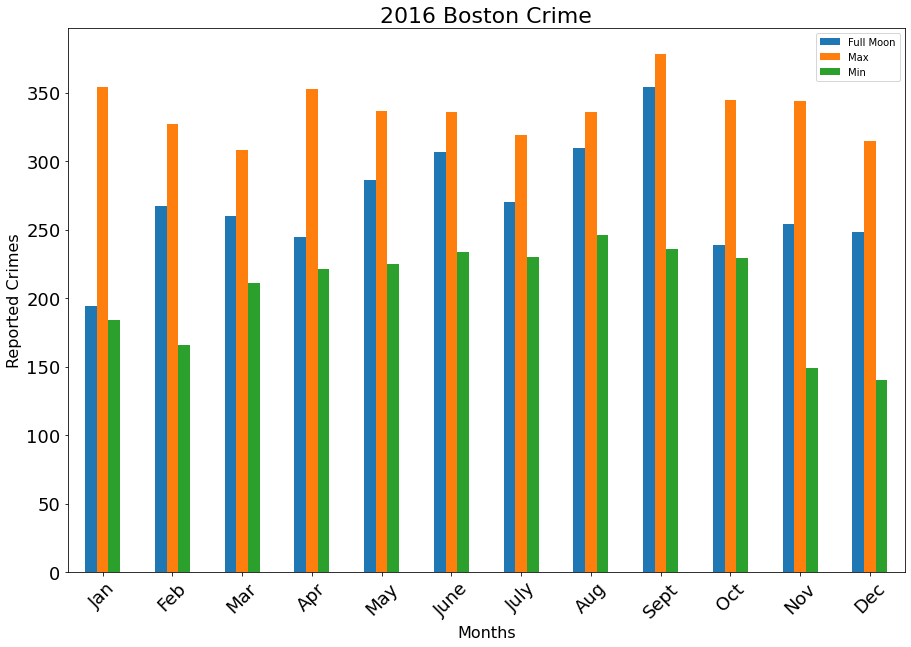 2016 Boston Crime
Full Moon
Max
Min
Reported Crimes
350
300
250
200
150
100
50
0
Jan
Feb
Mar
Apr
May
June
July
Aug
Sept
Oct
Nov
Dec
Months